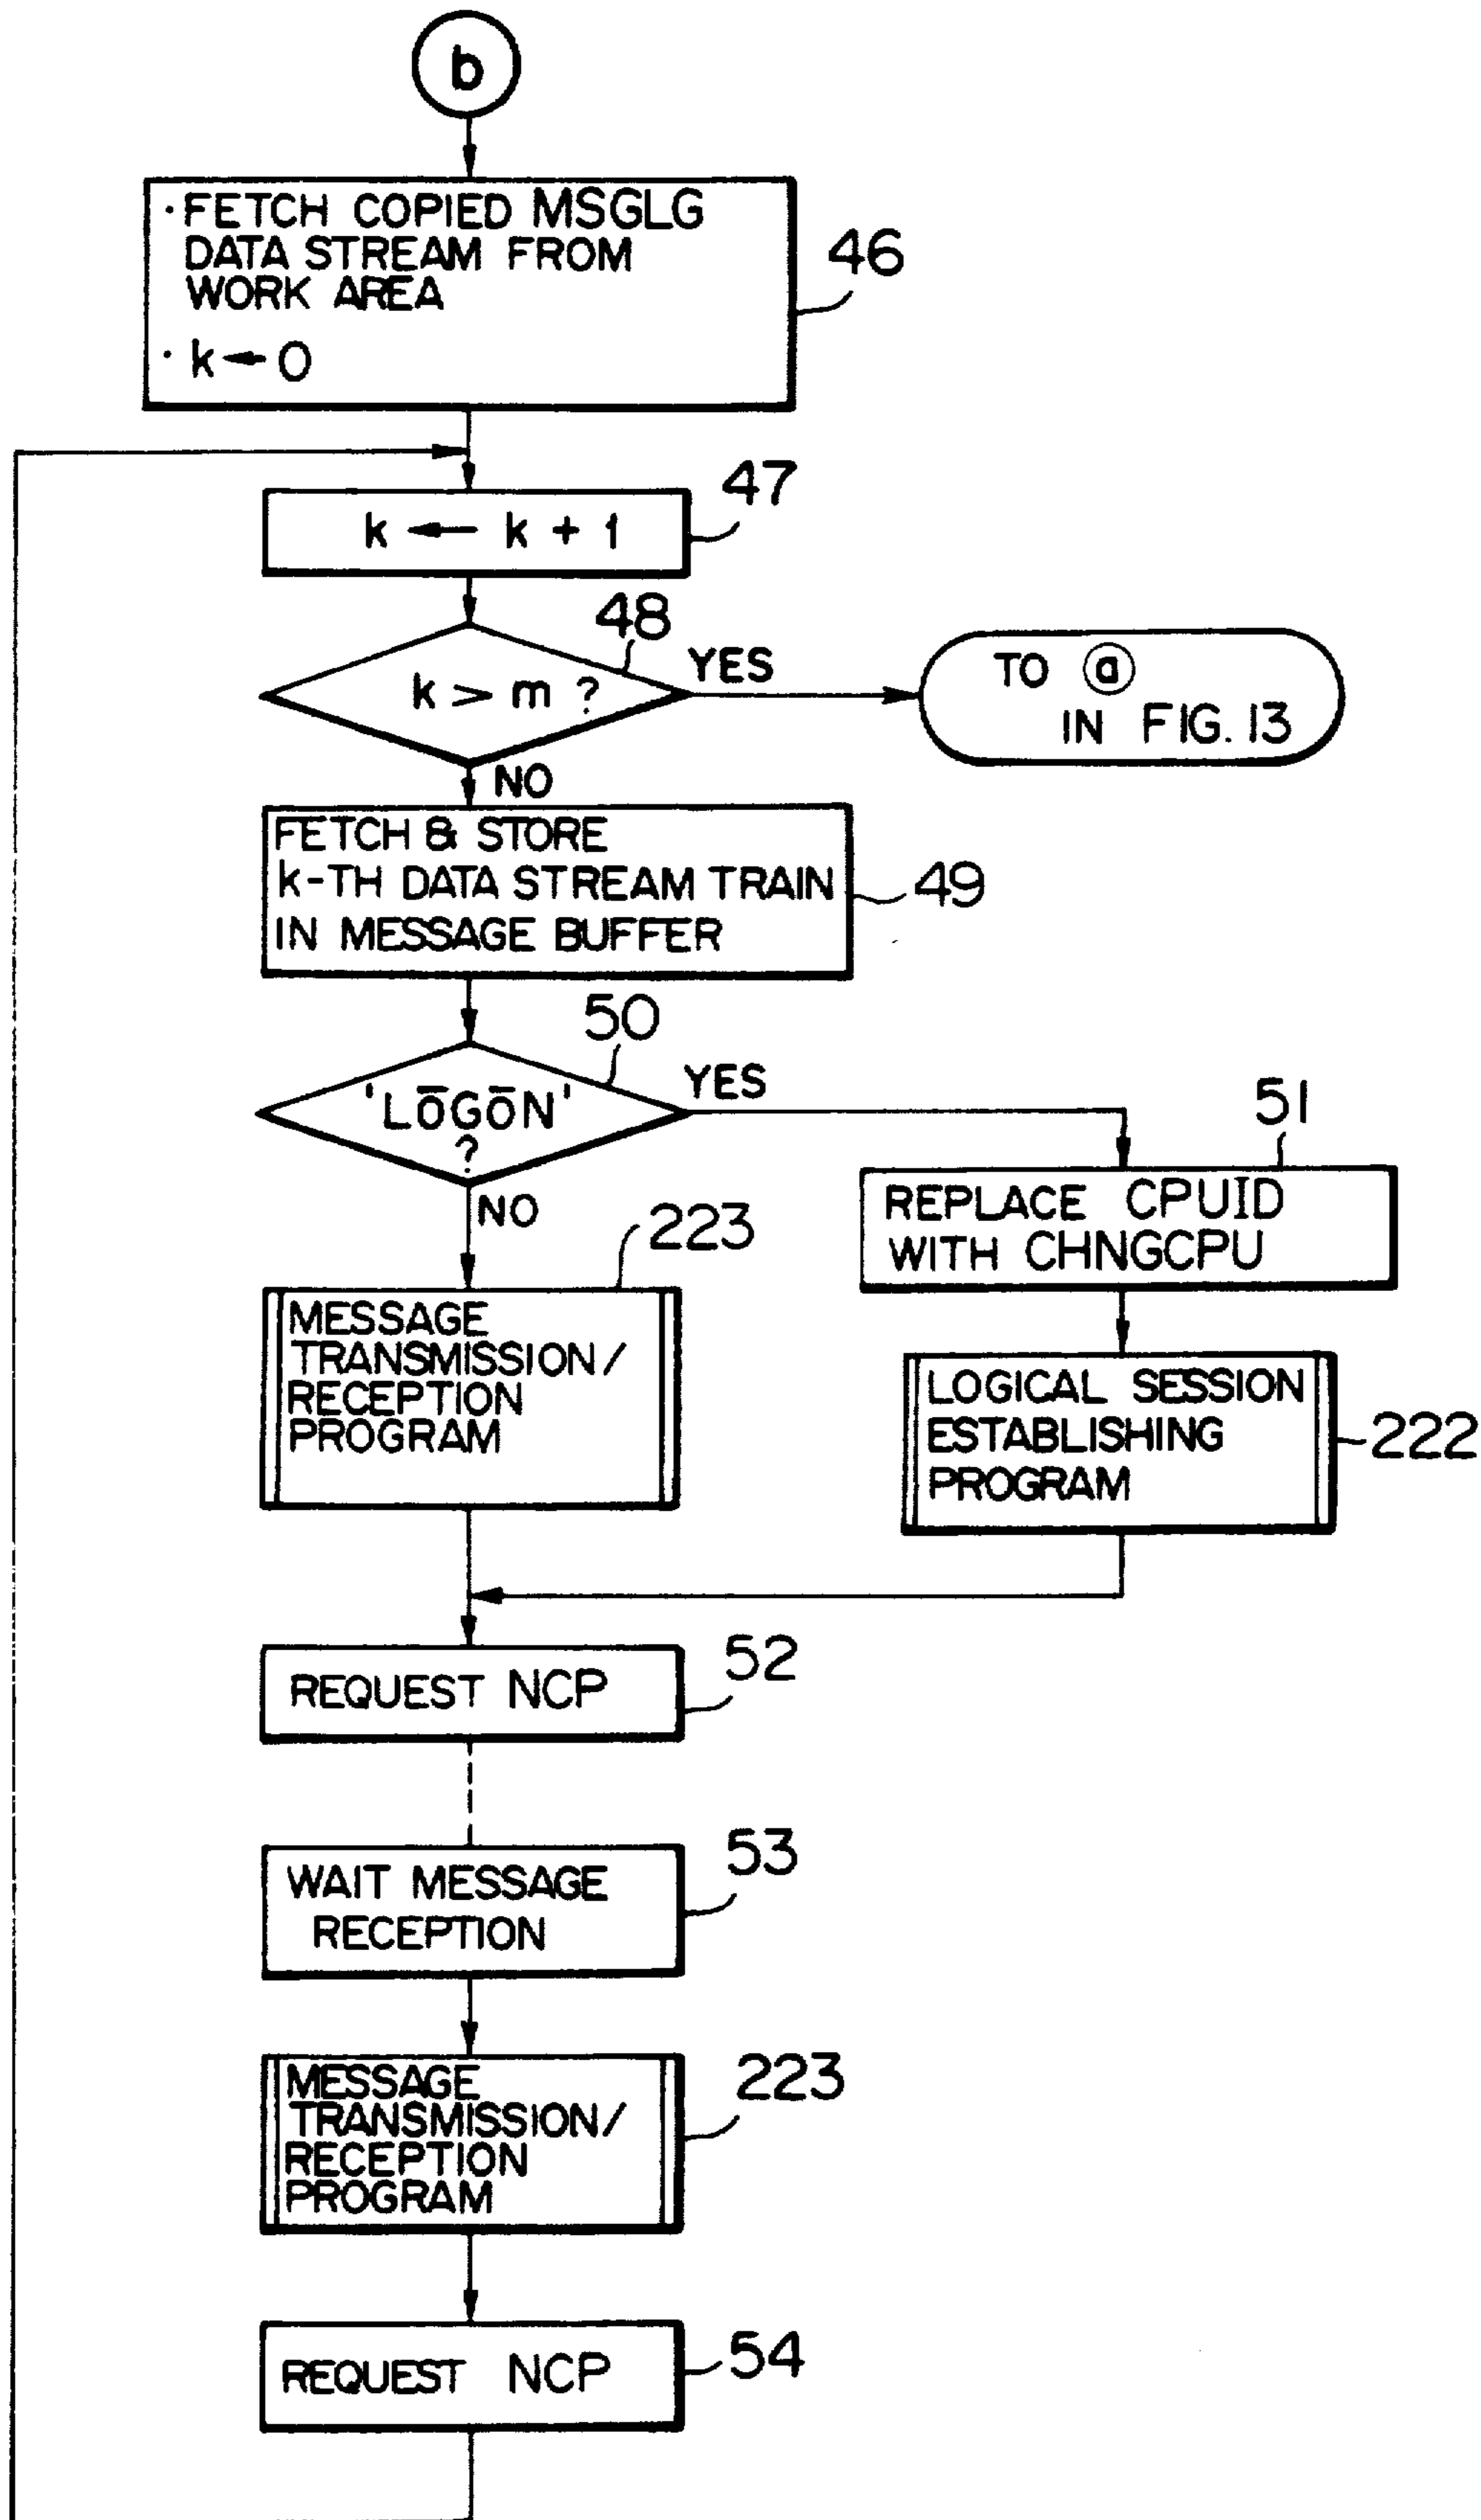 b
· FETCH COPIED MSGLG
DATA STREAM FROM
WORK AREA
· k ← 0
46
47
k ← k + 1
48
k > m ?
YES
TO ⓐ
IN FIG. 13
NO
FETCH & STORE
k-TH DATA STREAM TRAIN
IN MESSAGE BUFFER
49
50
'LŌGŌN'
?
YES
51
REPLACE CPUID
WITH CHNGCPU
NO
223
MESSAGE
TRANSMISSION/
RECEPTION
PROGRAM
LOGICAL SESSION
ESTABLISHING
PROGRAM
222
52
REQUEST NCP
53
WAIT MESSAGE
RECEPTION
223
MESSAGE
TRANSMISSION/
RECEPTION
PROGRAM
54
REQUEST NCP